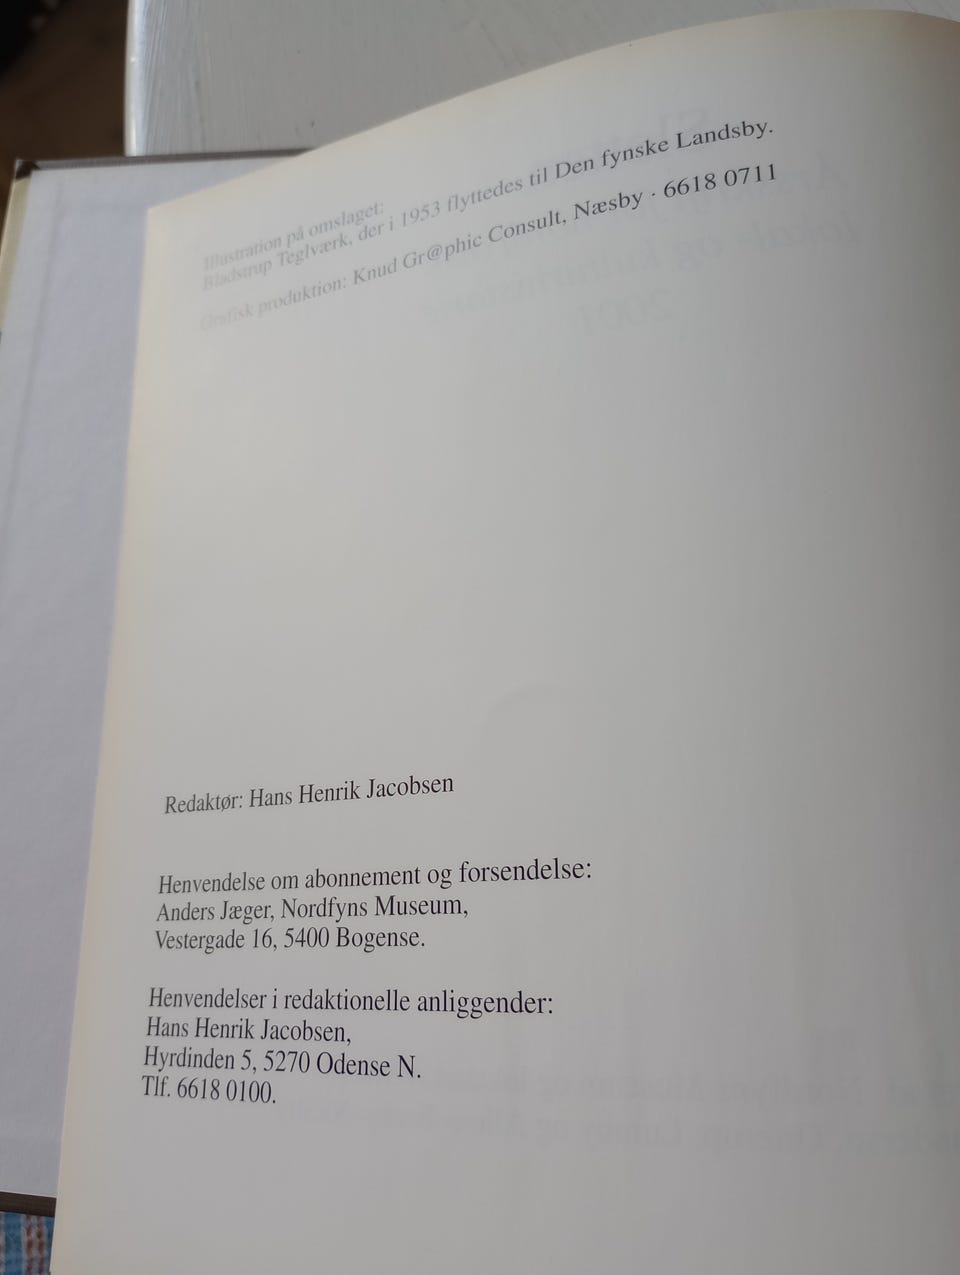 Illustration på omslaget:
Bladstrup Teglværk, der i 1953 flyttedes til Den fynske Landsby.
Grafisk produktion: Knud Gr@phic Consult, Næsby · 6618 0711
Redaktør: Hans Henrik Jacobsen
Henvendelse om abonnement og forsendelse:
Anders Jæger, Nordfyns Museum,
Vestergade 16, 5400 Bogense.
Henvendelser i redaktionelle anliggender:
Hans Henrik Jacobsen,
Hyrdinden 5, 5270 Odense N.
Tlf. 6618 0100.